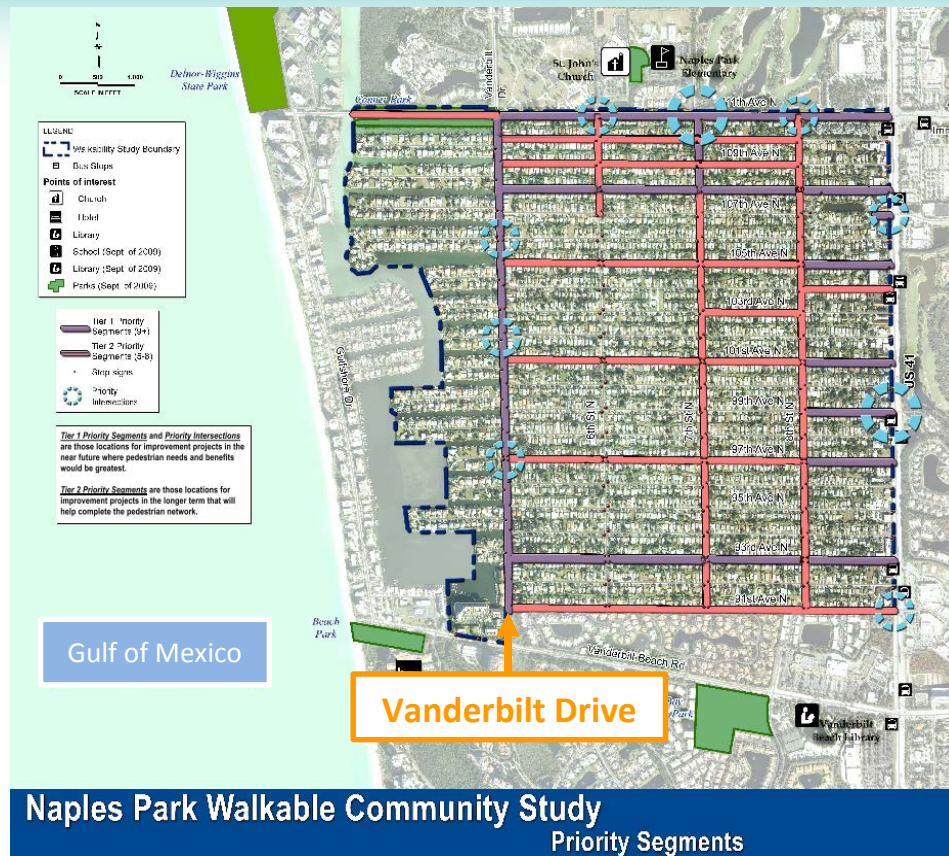 0 500 1,000
SCALE IN FEET
Delnor-Wiggins
State Park
Vanderbilt
Dr.
St. John's
Church
Naples Park
Elementary
Conner Park
11th Ave N
LEGEND
Walkability Study Boundary
Bus Stops
Points of interest
Church
Hotel
Library
School (Sept. of 2009)
Library (Sept. of 2009)
Parks (Sept. of 2009)
Tier 1 Priority
Segments (9+)
Tier 2 Priority
Segments (5-8)
Stop signs
Priority
Intersections
Tier 1 Priority Segments and Priority Intersections
are those locations for improvement projects in the
near future where pedestrian needs and benefits
would be greatest.
Tier 2 Priority Segments are those locations for
improvement projects in the longer term that will
help complete the pedestrian network.
109th Ave N
107th Ave N
105th Ave N
103rd Ave N
101st Ave N
99th Ave N
97th Ave N
95th Ave N
93rd Ave N
91st Ave N
Gulfshore Dr.
6th St N
7th St N
8th St N
US-41
Beach
Park
Gulf of Mexico
Vanderbilt Beach Rd
Vanderbilt Drive
Park
Vanderbilt
Beach Library
Naples Park Walkable Community Study
Priority Segments